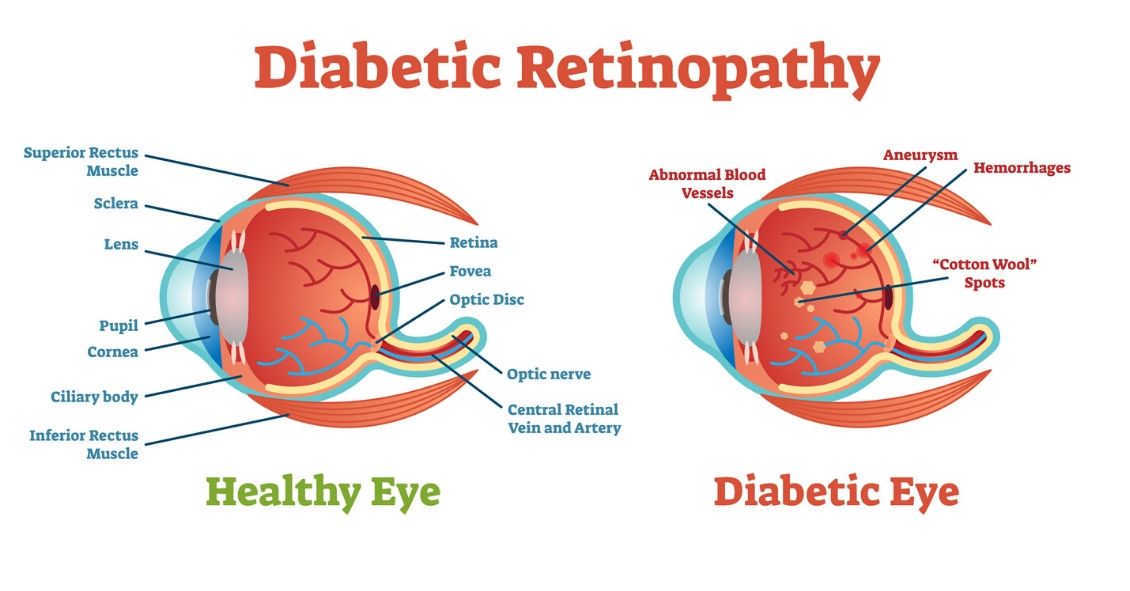 Diabetic Retinopathy
Superior Rectus
Muscle
Sclera
Lens
Pupil
Cornea
Ciliary body
Inferior Rectus
Muscle
Retina
Fovea
Optic Disc
Optic nerve
Central Retinal
Vein and Artery
Healthy Eye
Abnormal Blood
Vessels
Aneurysm
Hemorrhages
“Cotton Wool”
Spots
Diabetic Eye